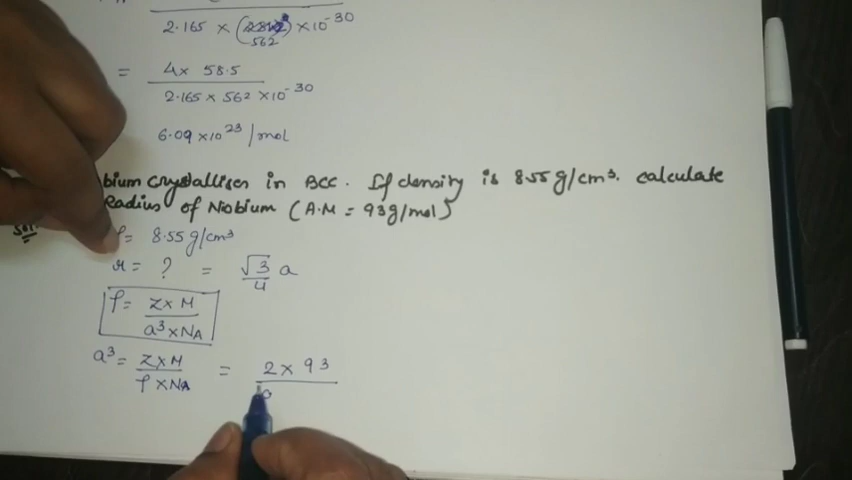 2.165 × (282³) × 10⁻³⁰
562
= 4 × 58.5
2.165 × 562 × 10⁻³⁰
6.09 × 10²³ / mol
bium crystallises in BCC. If density is 8.55 g/cm³. calculate
Radius of Niobium (A.M = 93 g/mol)
Sol:
ρ = 8.55 g/cm³
r = ? = √3/4 a
ρ = Z × M / a³ × NA
a³ = Z × M / ρ × NA = 2 × 93